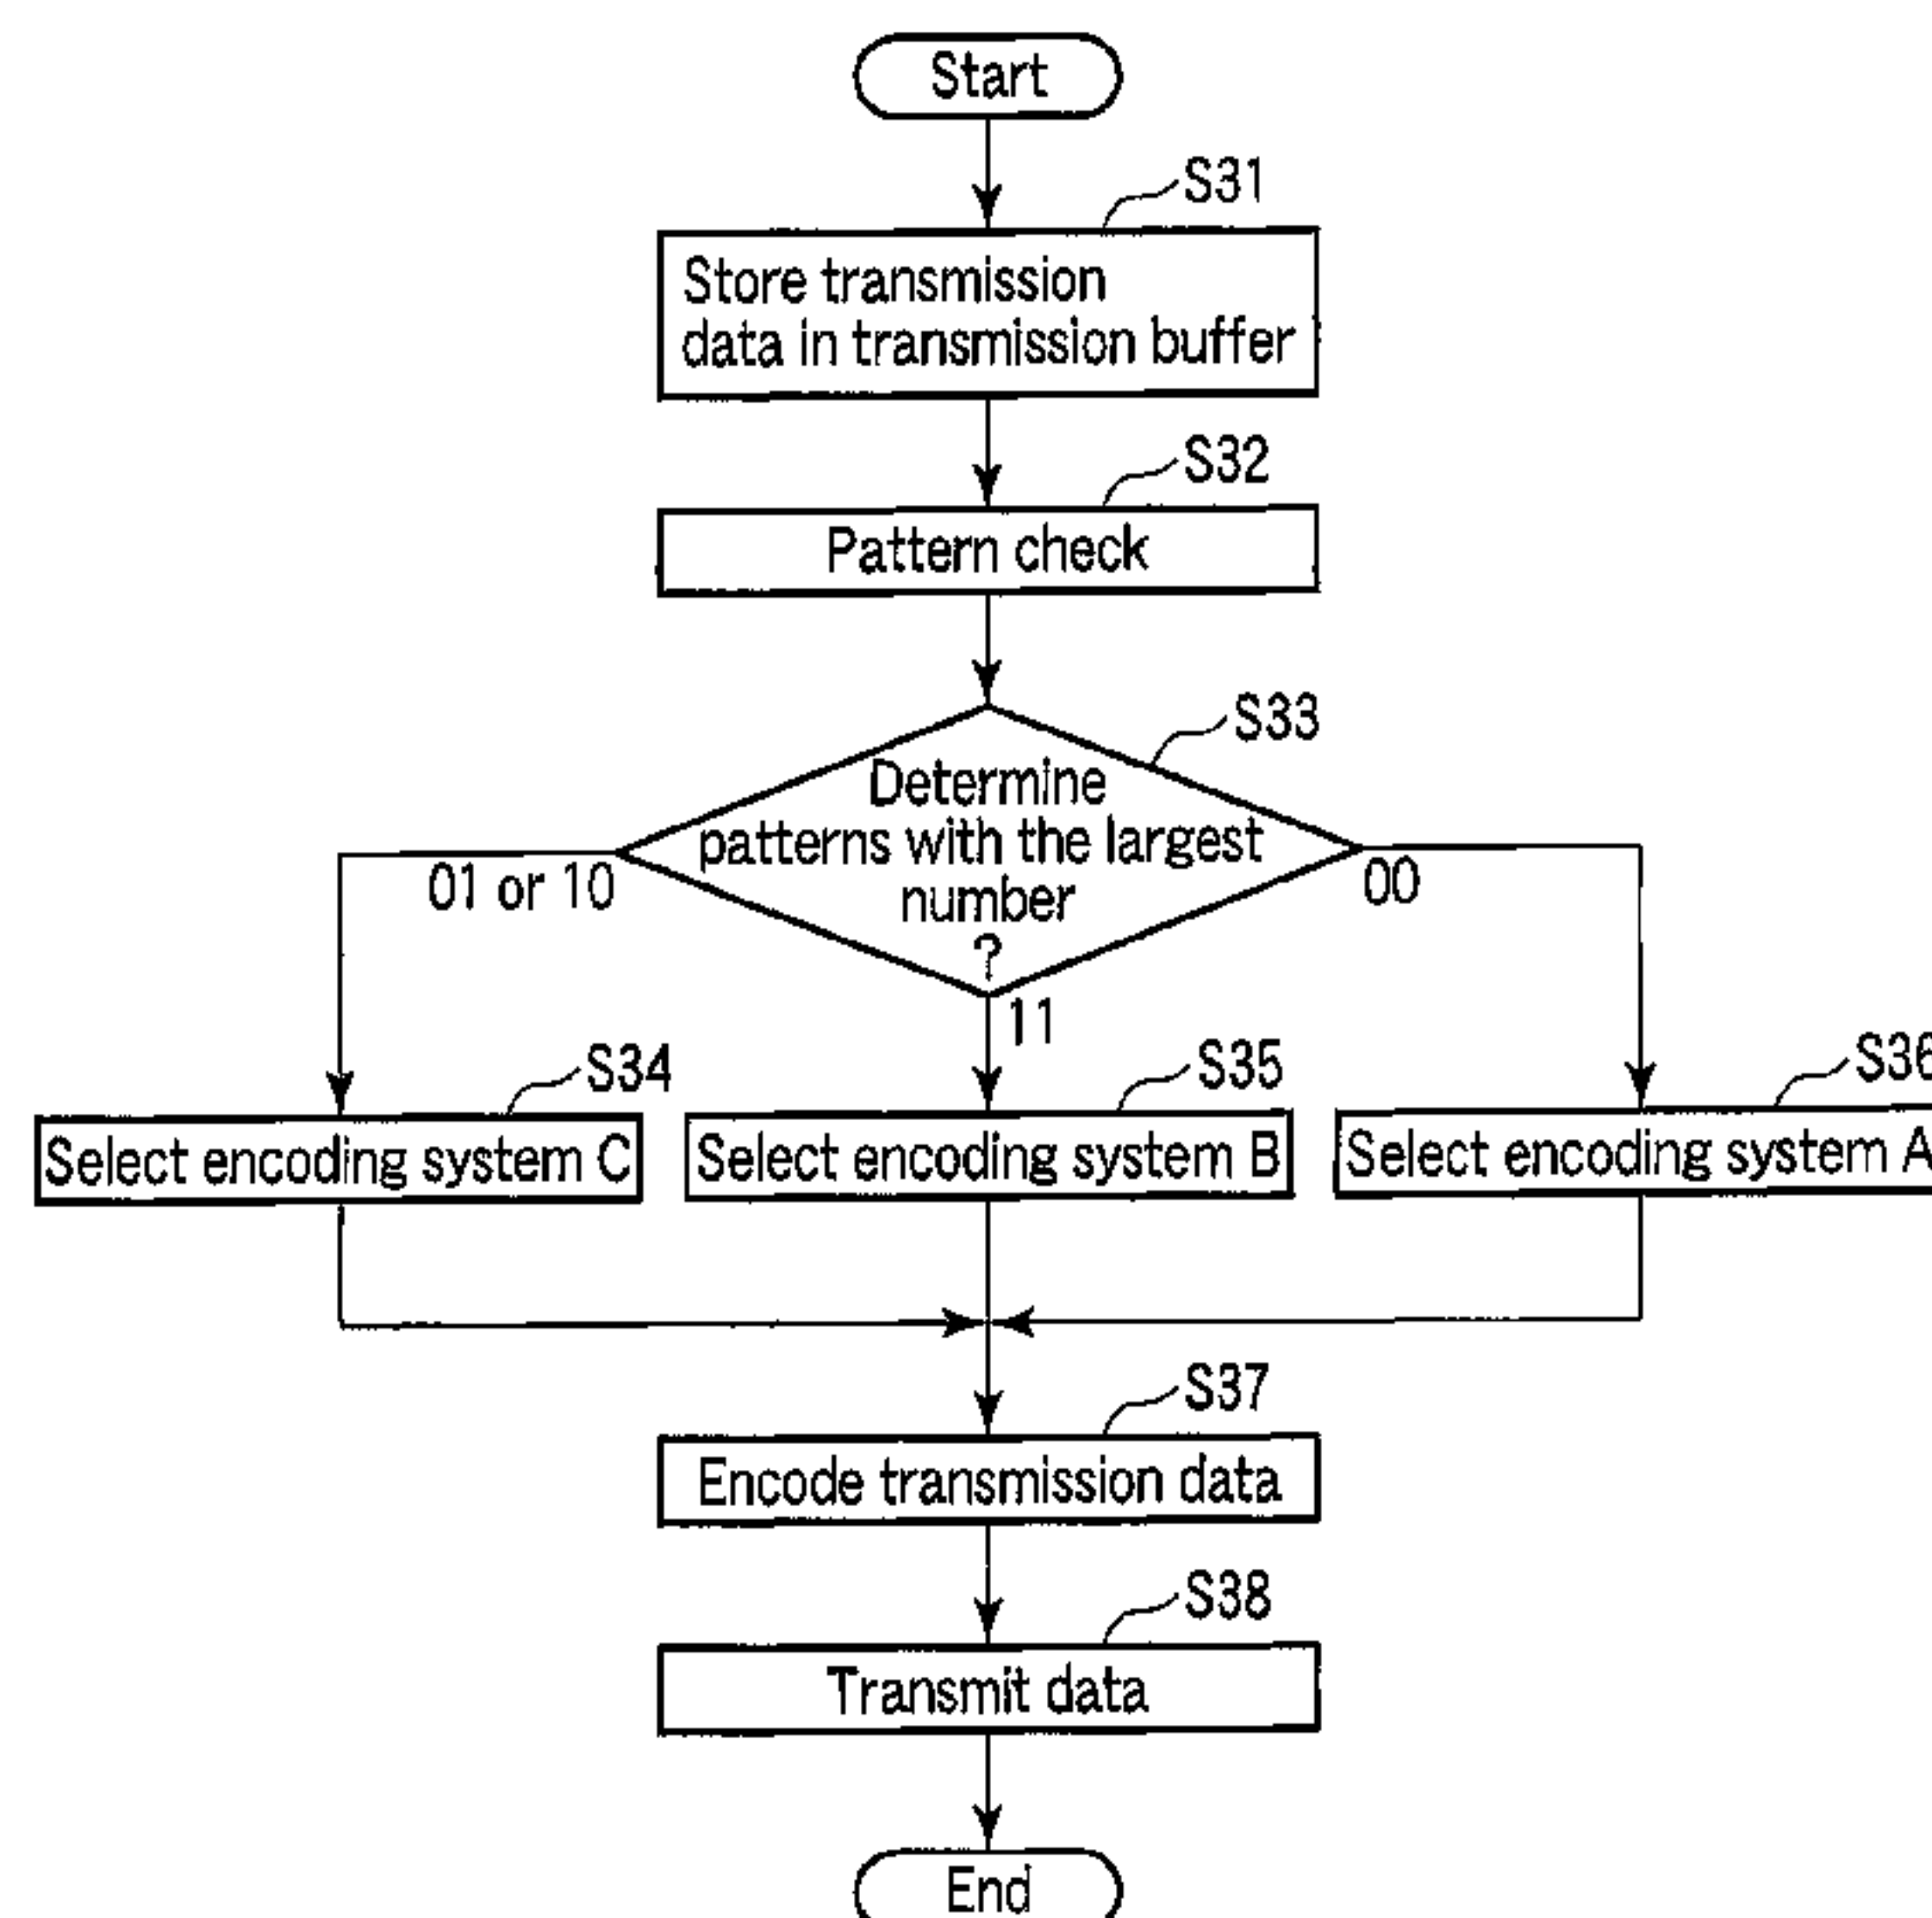 Start
S31
Store transmission
data in transmission buffer
S32
Pattern check
S33
Determine
patterns with the largest
number
?
01 or 10
00
11
S34
S35
S36
Select encoding system C
Select encoding system B
Select encoding system A
S37
Encode transmission data
S38
Transmit data
End